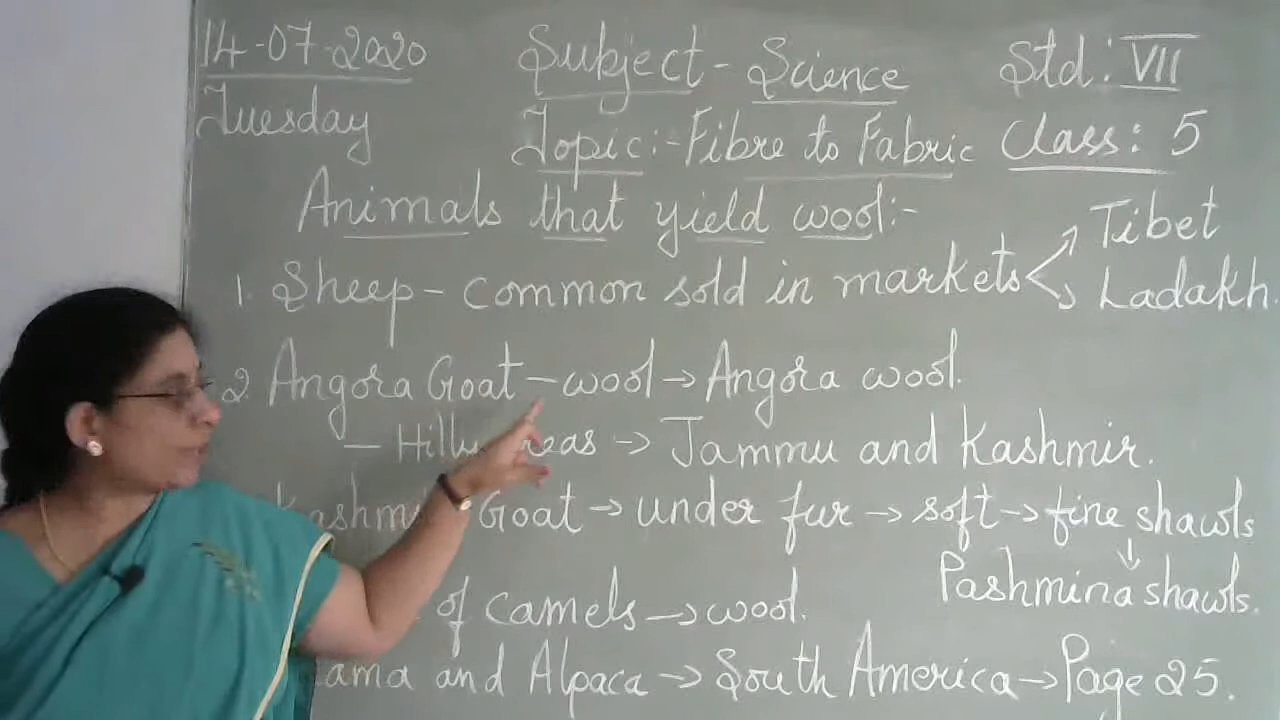 14-07-2020 Subject - Science Std: VII
Tuesday Topic:- Fibre to Fabric Class: 5
Animals that yield wool:-
Tibet
1. Sheep - common sold in markets Ladakh.
2. Angora Goat - wool → Angora wool.
- Hilly areas → Jammu and Kashmir.
Goat → under fur → soft → fine shawls
↓
Pashmina shawls.
of camels → wool.
and Alpaca → South America → Page 25.